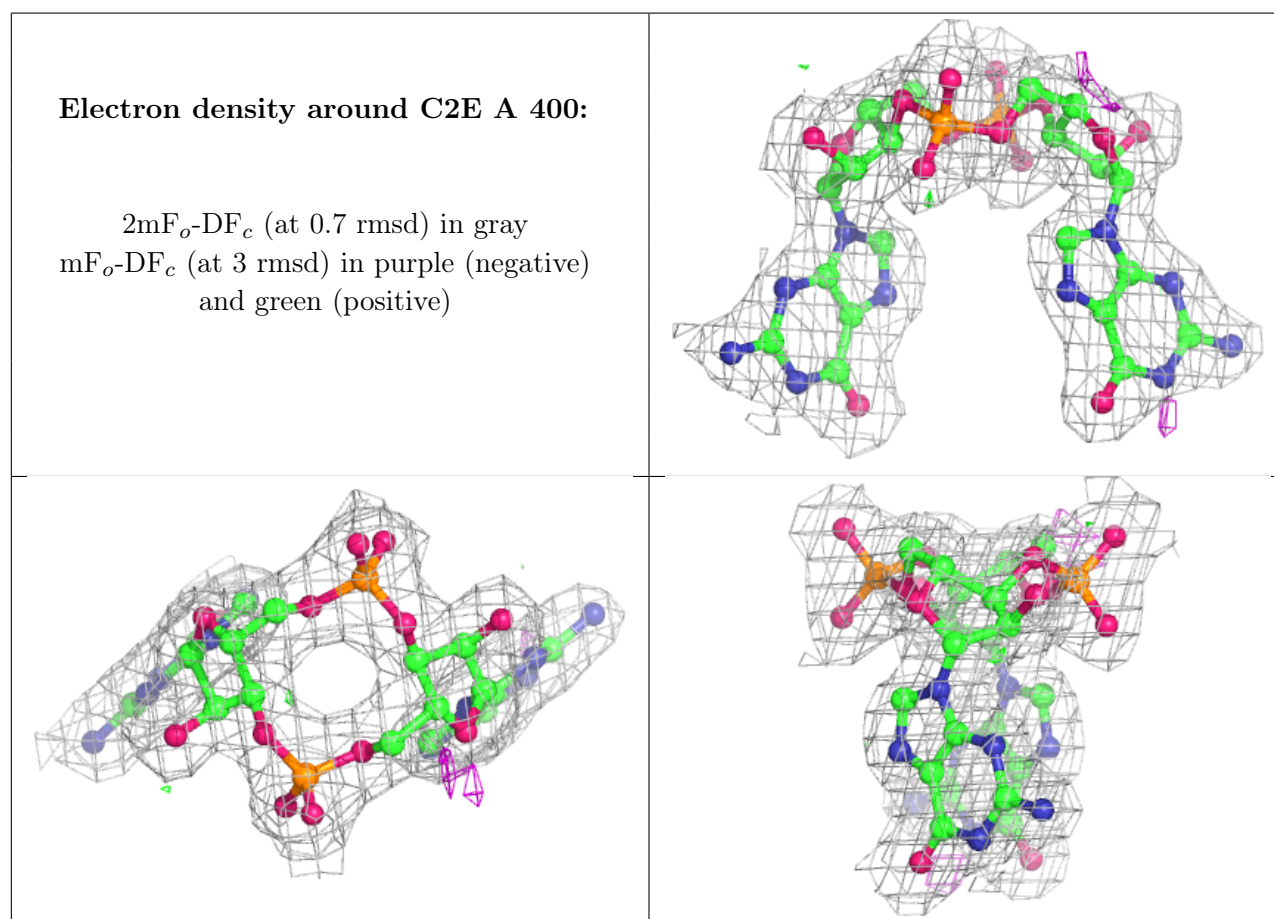 Electron density around C2E A 400:
2mFo-DFc (at 0.7 rmsd) in gray
mFo-DFc (at 3 rmsd) in purple (negative)
and green (positive)